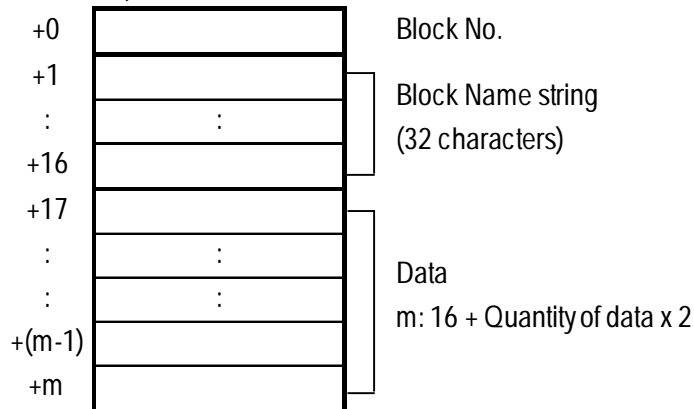 +0 Block No.
+1
Block Name string
: :
(32 characters)
+16
+17
: :
Data
: :
m: 16 + Quantity of data x 2
+(m-1)
+m